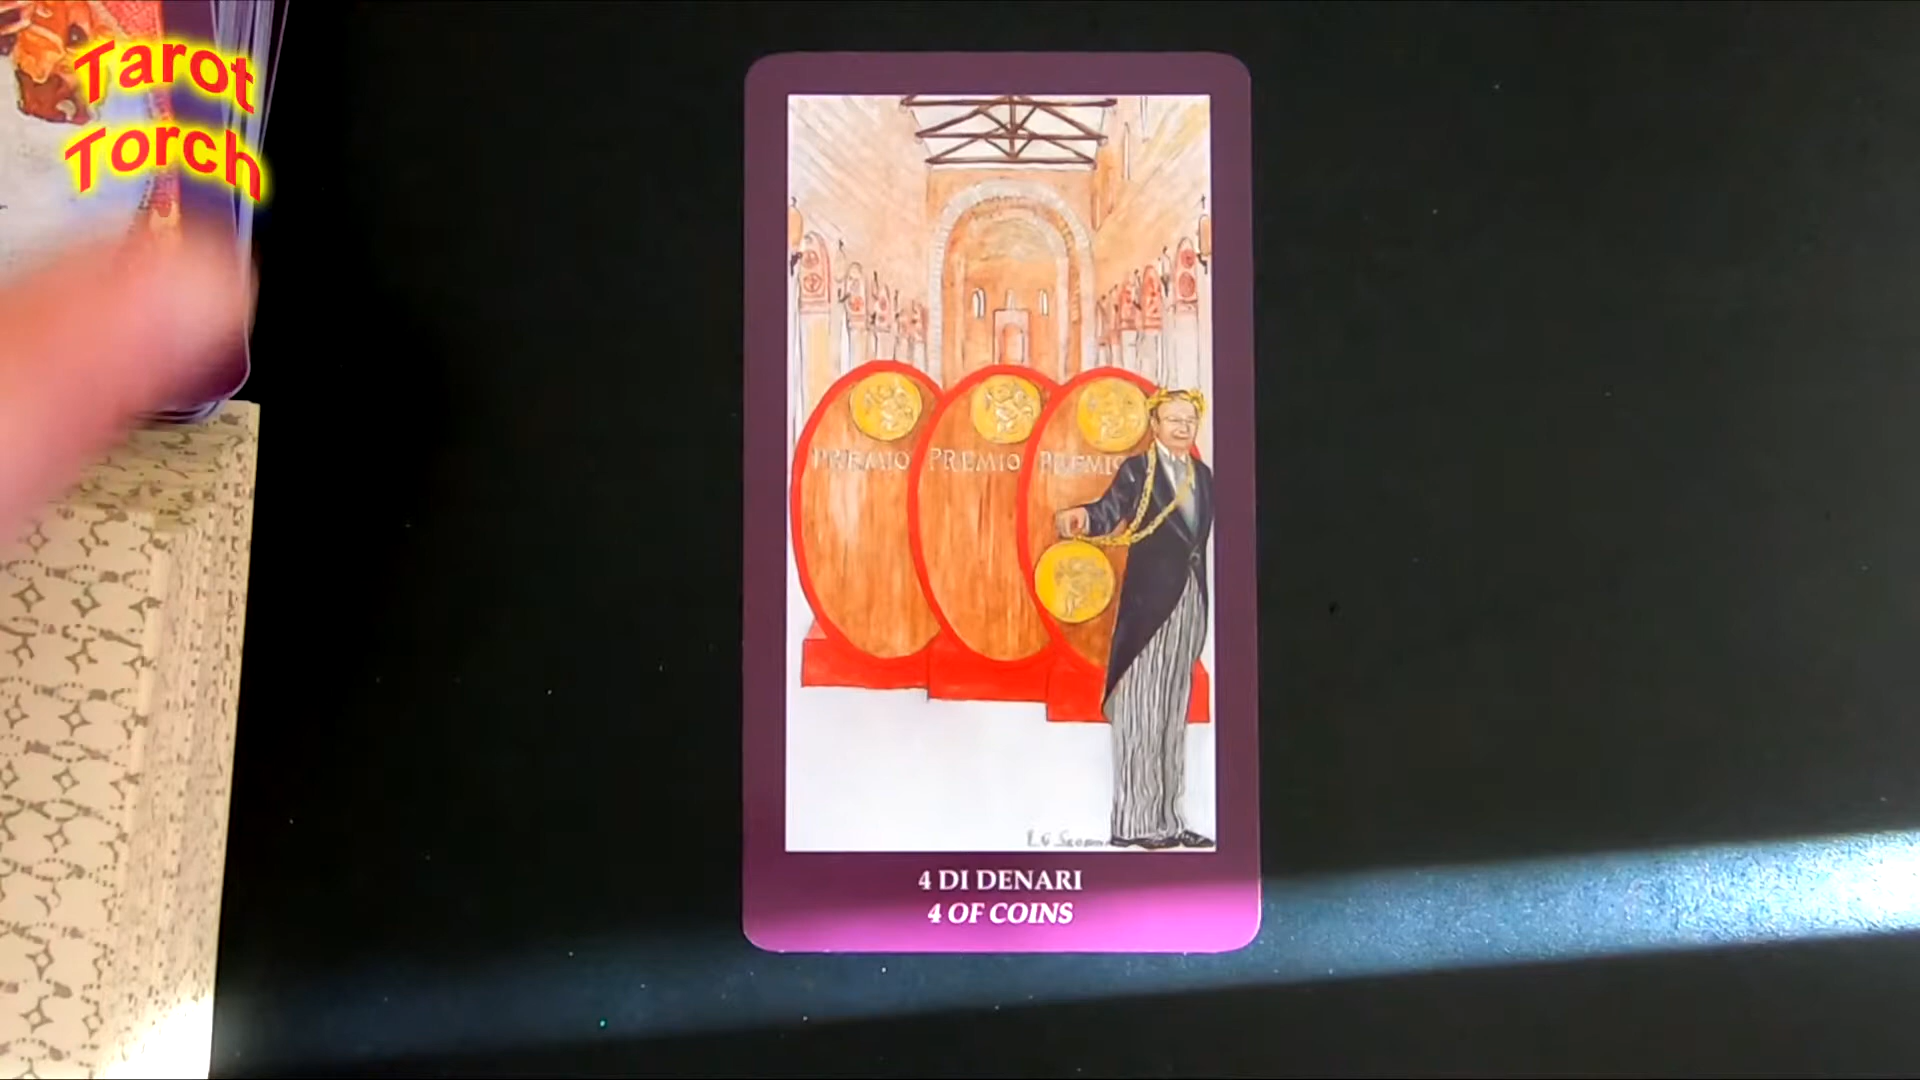 Tarot
Torch
PREMIO PREMIO PREMIO
4 DI DENARI
4 OF COINS